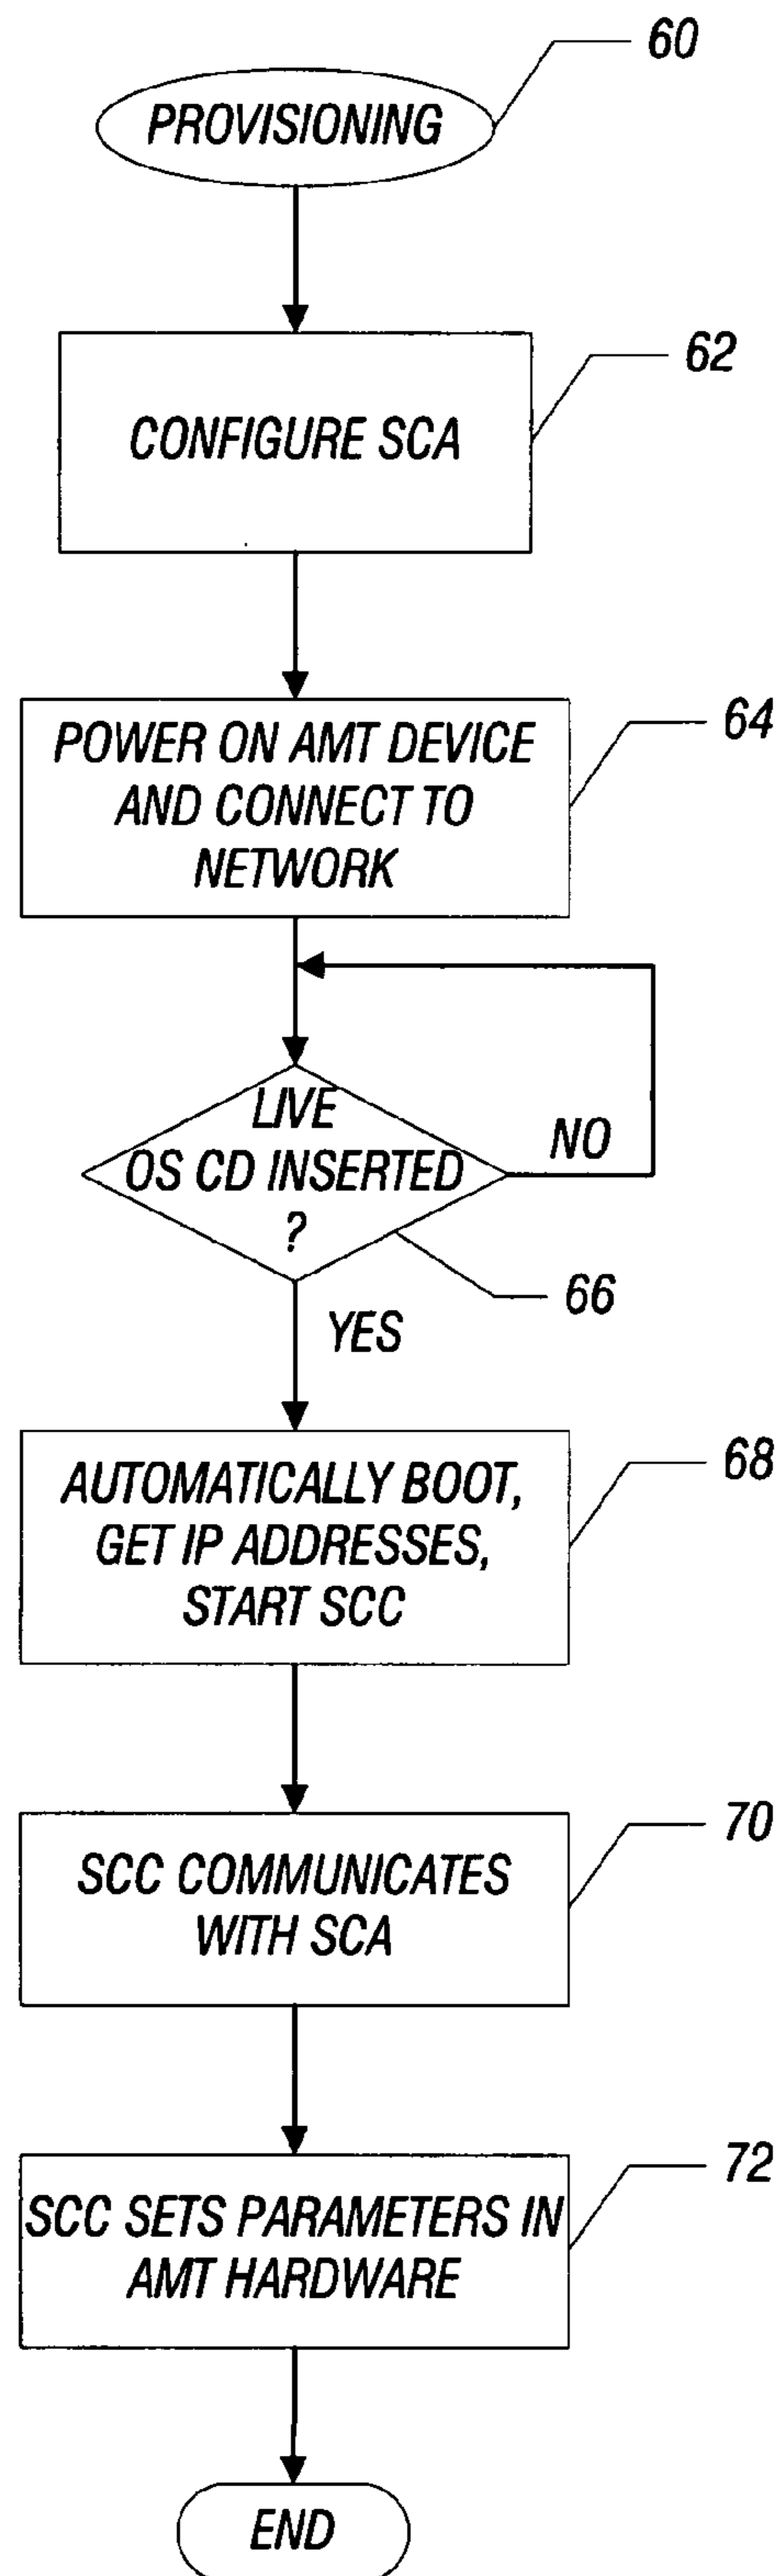 60
PROVISIONING
62
CONFIGURE SCA
64
POWER ON AMT DEVICE
AND CONNECT TO
NETWORK
LIVE
OS CD INSERTED
?
NO
66
YES
68
AUTOMATICALLY BOOT,
GET IP ADDRESSES,
START SCC
70
SCC COMMUNICATES
WITH SCA
72
SCC SETS PARAMETERS IN
AMT HARDWARE
END